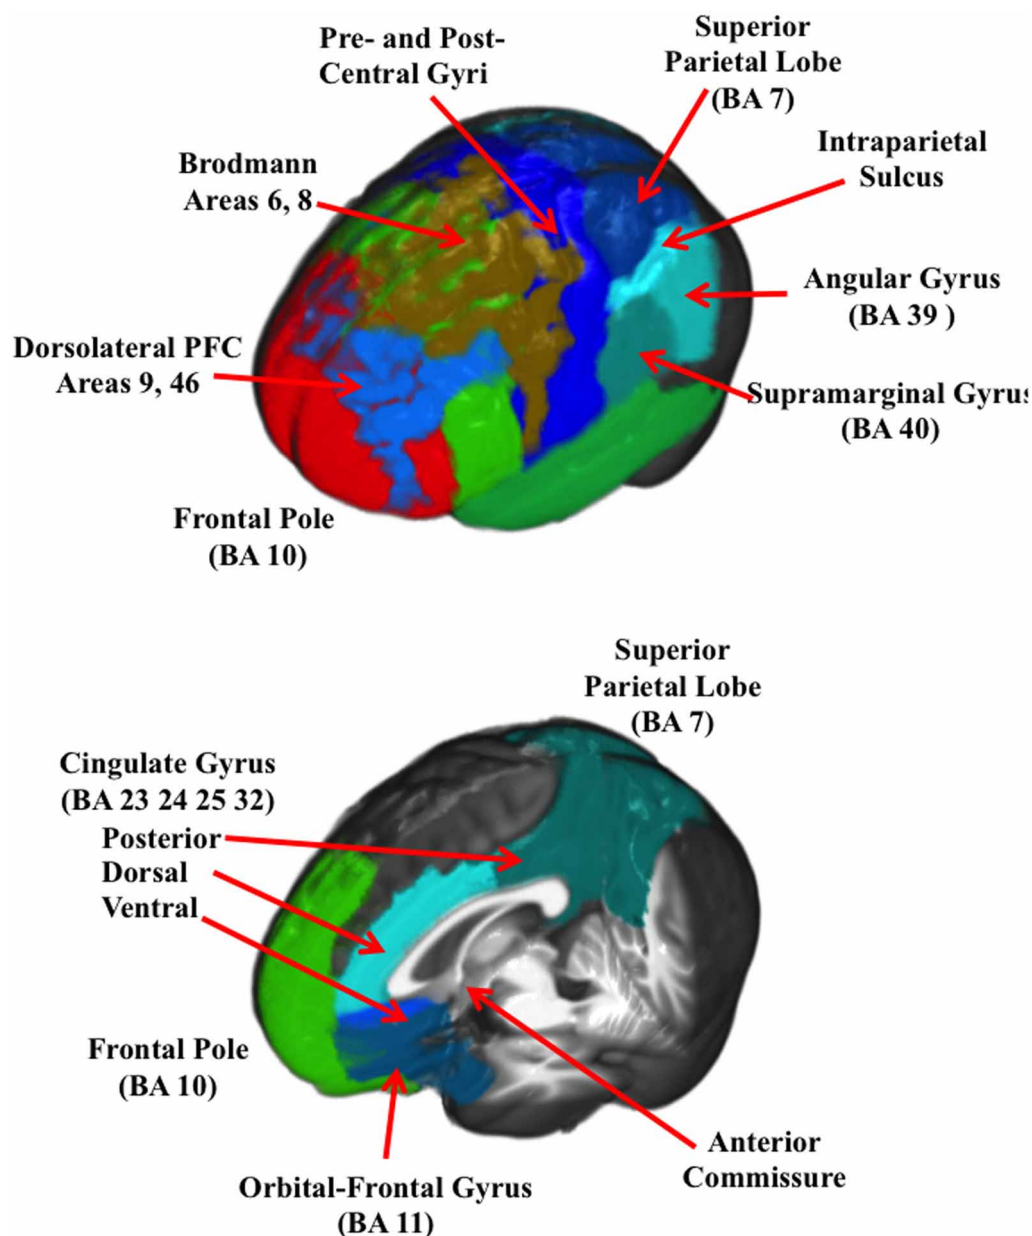 Pre- and Post-
Central Gyri
Superior
Parietal Lobe
(BA 7)
Intraparietal
Sulcus
Brodmann
Areas 6, 8
Angular Gyrus
(BA 39 )
Dorsolateral PFC
Areas 9, 46
Supramarginal Gyrus
(BA 40)
Frontal Pole
(BA 10)
Superior
Parietal Lobe
(BA 7)
Cingulate Gyrus
(BA 23 24 25 32)
Posterior
Dorsal
Ventral
Frontal Pole
(BA 10)
Anterior
Commissure
Orbital-Frontal Gyrus
(BA 11)